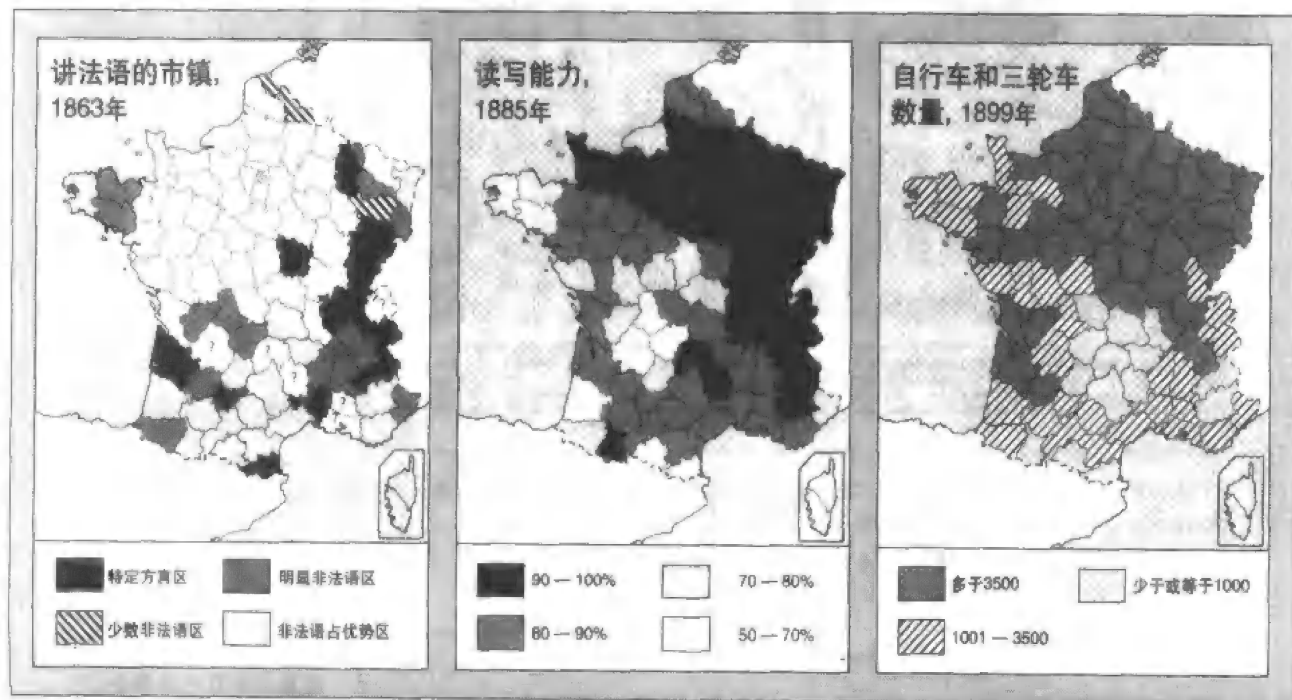 讲法语的市镇,
1863年
?
?
?
?
特定方言区
明显非法语区
少数非法语区
非法语占优势区
读写能力,
1885年
90 — 100%
70 — 80%
80 — 90%
50 — 70%
自行车和三轮车
数量, 1899年
多于3500
少于或等于1000
1001 — 3500